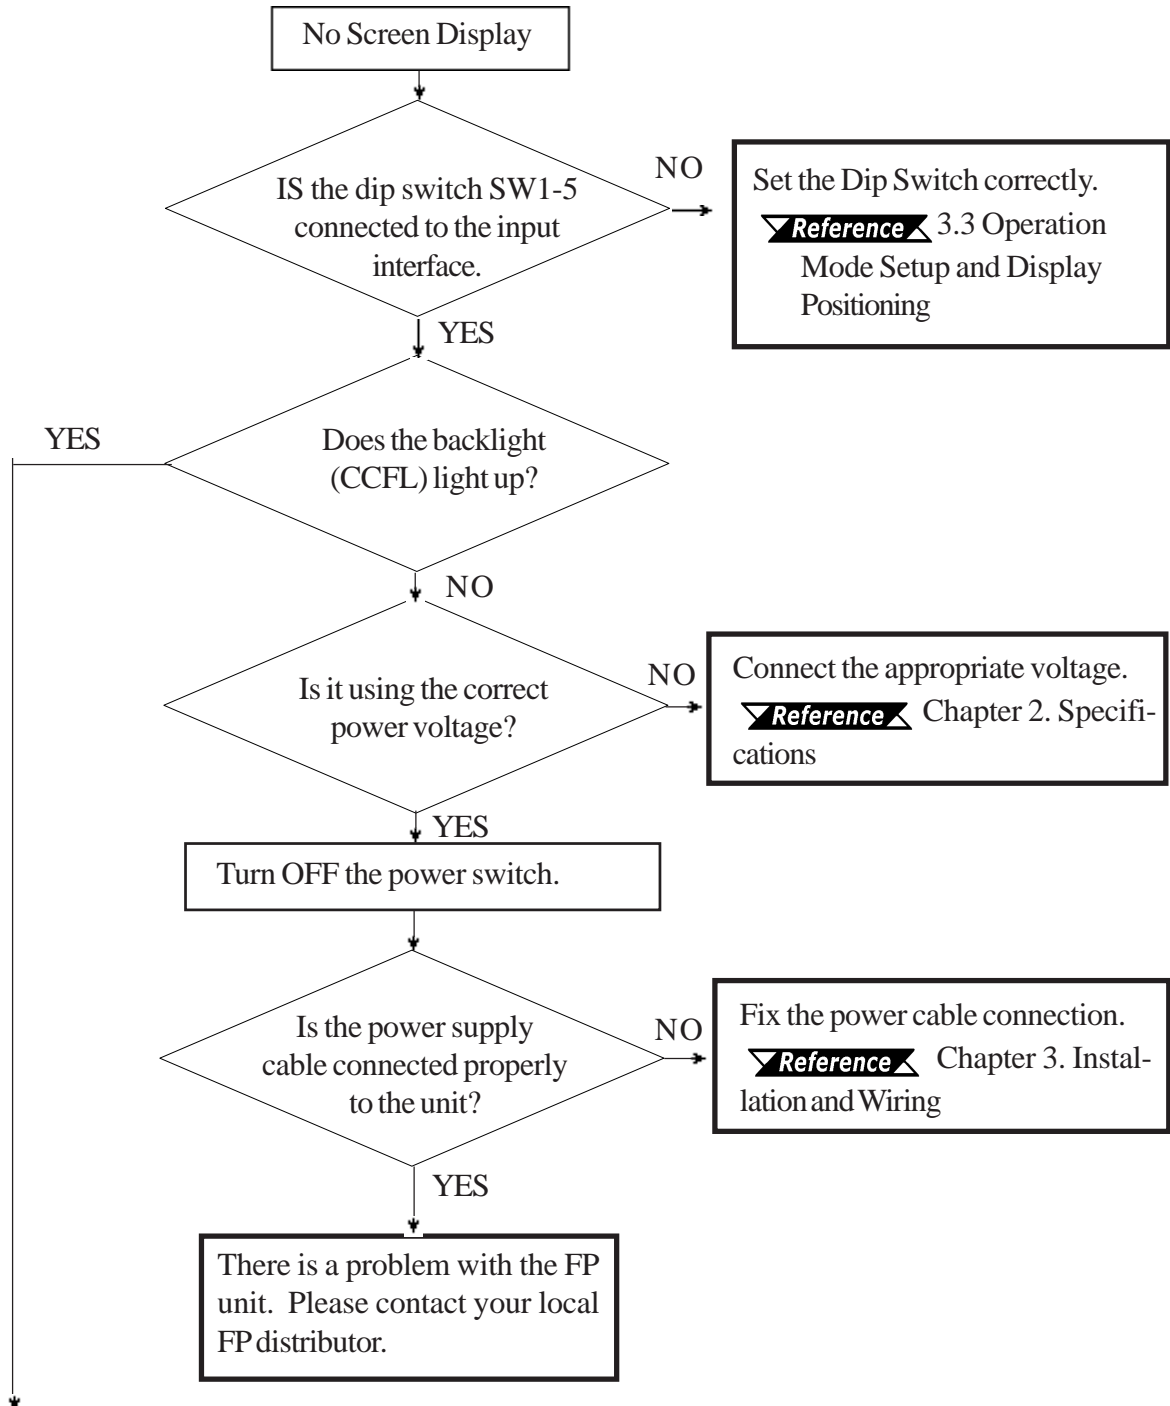 No Screen Display
IS the dip switch SW1-5
connected to the input
interface.
NO
Set the Dip Switch correctly.
Reference 3.3 Operation
Mode Setup and Display
Positioning
YES
YES
Does the backlight
(CCFL) light up?
NO
Is it using the correct
power voltage?
NO
Connect the appropriate voltage.
Reference Chapter 2. Specifi-
cations
YES
Turn OFF the power switch.
Is the power supply
cable connected properly
to the unit?
NO
Fix the power cable connection.
Reference Chapter 3. Instal-
lation and Wiring
YES
There is a problem with the FP
unit. Please contact your local
FP distributor.